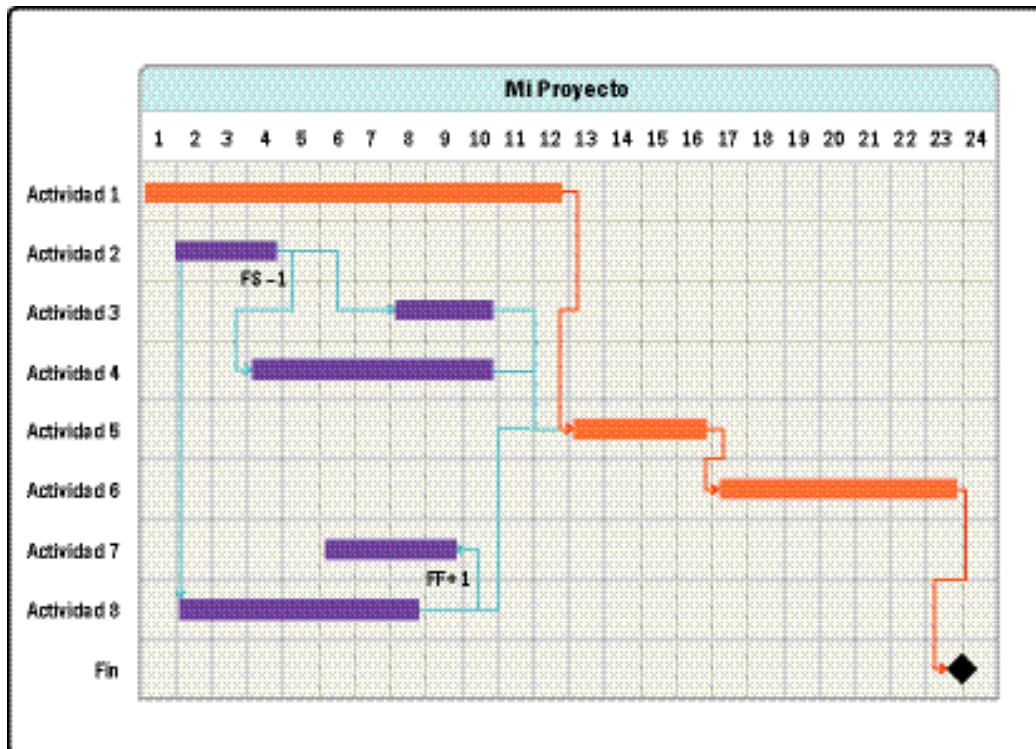 Mi Proyecto
1 2 3 4 5 6 7 8 9 10 11 12 13 14 15 16 17 18 19 20 21 22 23 24
Actividad 1
Actividad 2
FS -1
Actividad 3
Actividad 4
Actividad 5
Actividad 6
Actividad 7
FF+1
Actividad 8
Fin